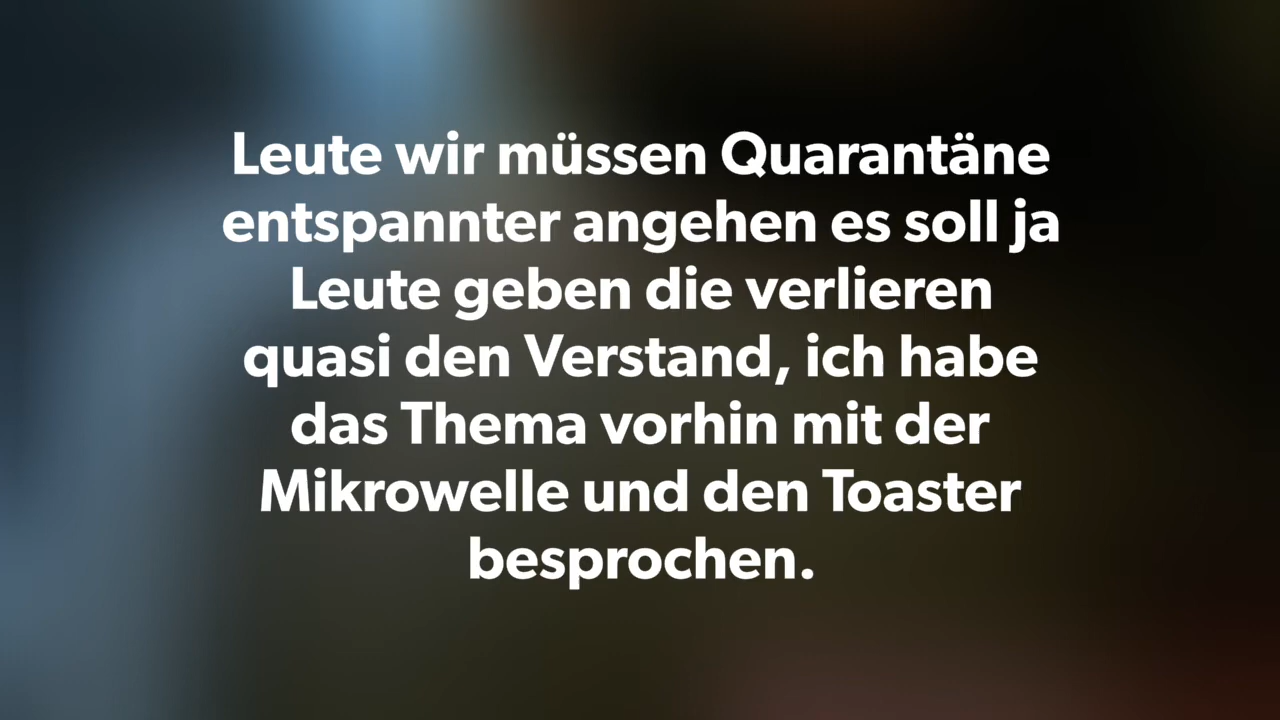 Leute wir müssen Quarantäne
entspannter angehen es soll ja
Leute geben die verlieren
quasi den Verstand, ich habe
das Thema vorhin mit der
Mikrowelle und den Toaster
besprochen.